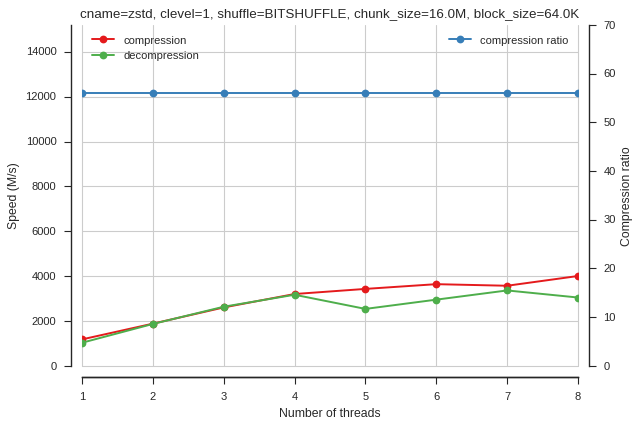 cname=zstd, clevel=1, shuffle=BITSHUFFLE, chunk_size=16.0M, block_size=64.0K
compression
decompression
compression ratio
14000
12000
10000
8000
6000
4000
2000
0
Speed (M/s)
70
60
50
40
30
20
10
0
Compression ratio
1 2 3 4 5 6 7 8
Number of threads